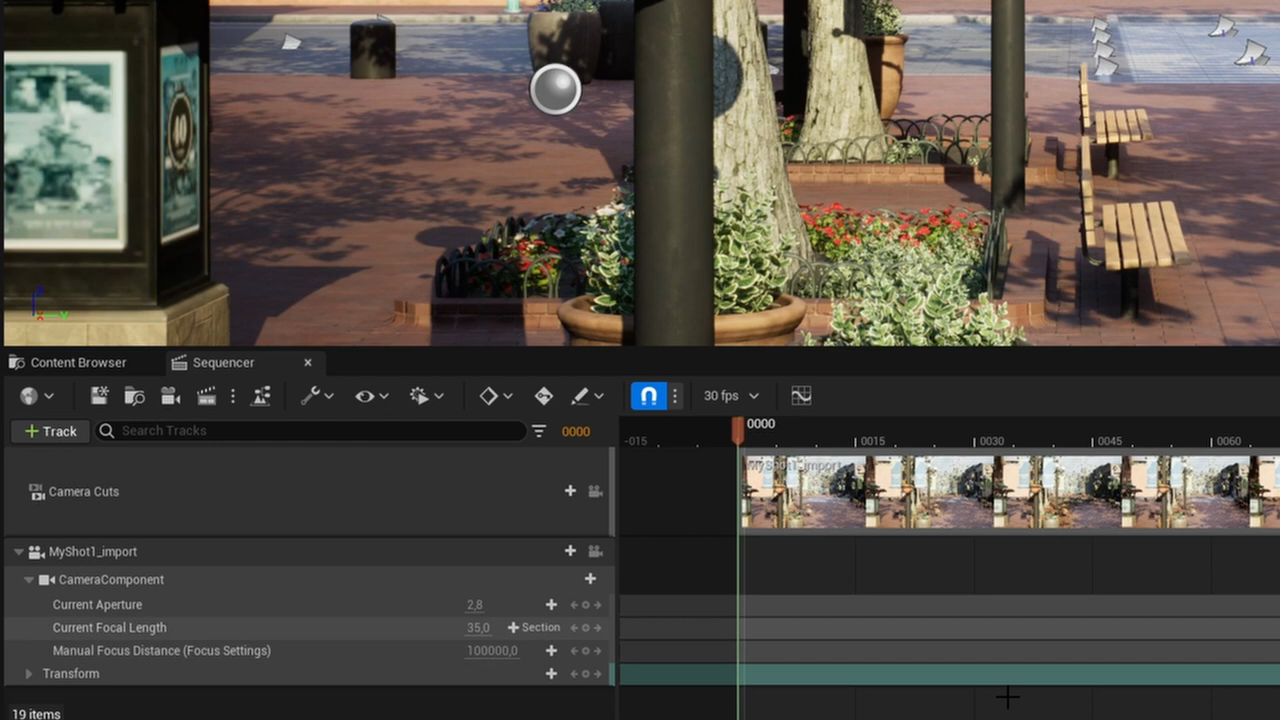 Content Browser
Sequencer
30 fps
Track
Search Tracks
0000
0000
-015
0015
0030
0045
0060
MyShot1_import
Camera Cuts
MyShot1_import
CameraComponent
Current Aperture
2,8
Current Focal Length
35,0
Section
Manual Focus Distance (Focus Settings)
100000,0
Transform
19 items